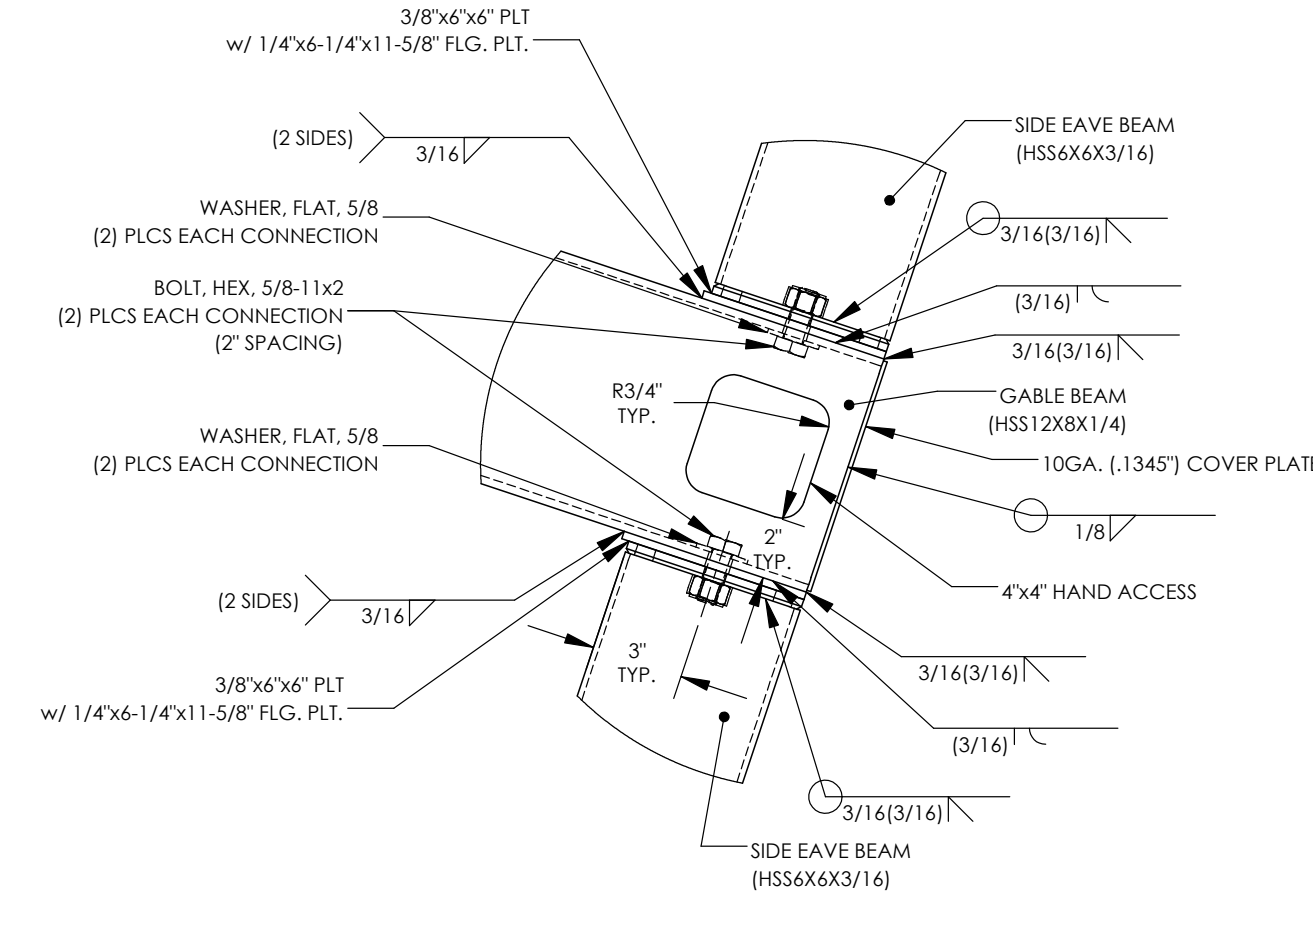 3/8"x6"x6" PLT
w/ 1/4"x6-1/4"x11-5/8" FLG. PLT.
(2 SIDES)
3/16
WASHER, FLAT, 5/8
(2) PLCS EACH CONNECTION
BOLT, HEX, 5/8-11x2
(2) PLCS EACH CONNECTION
(2" SPACING)
WASHER, FLAT, 5/8
(2) PLCS EACH CONNECTION
(2 SIDES)
3/16
3/8"x6"x6" PLT
w/ 1/4"x6-1/4"x11-5/8" FLG. PLT.
R3/4"
TYP.
2"
TYP.
3"
TYP.
SIDE EAVE BEAM
(HSS6X6X3/16)
3/16(3/16)
(3/16)
3/16(3/16)
GABLE BEAM
(HSS12X8X1/4)
10GA. (.1345") COVER PLATE
1/8
4"x4" HAND ACCESS
3/16(3/16)
(3/16)
3/16(3/16)
SIDE EAVE BEAM
(HSS6X6X3/16)